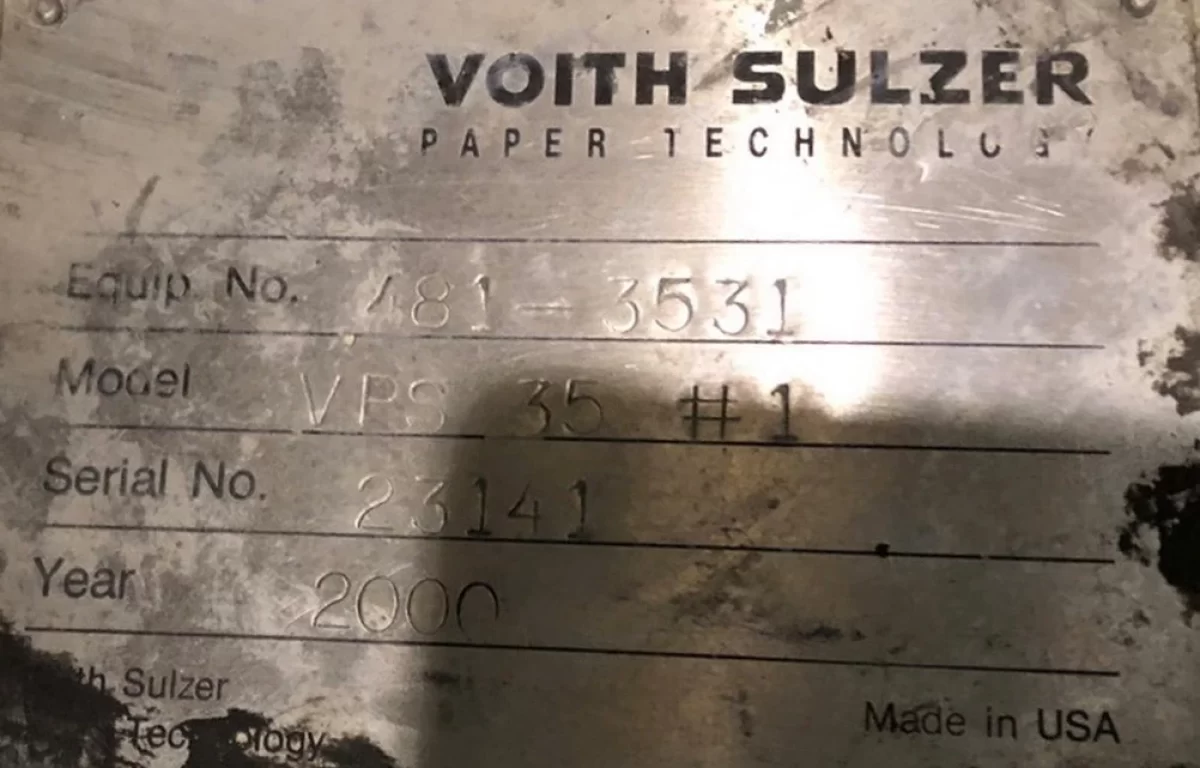 VOITH SULZER
PAPER TECHNOLOGY
Equip. No. 481-3531
Model VPS 35 #1
Serial No. 23141
Year 2000
Sulzer
Made in USA